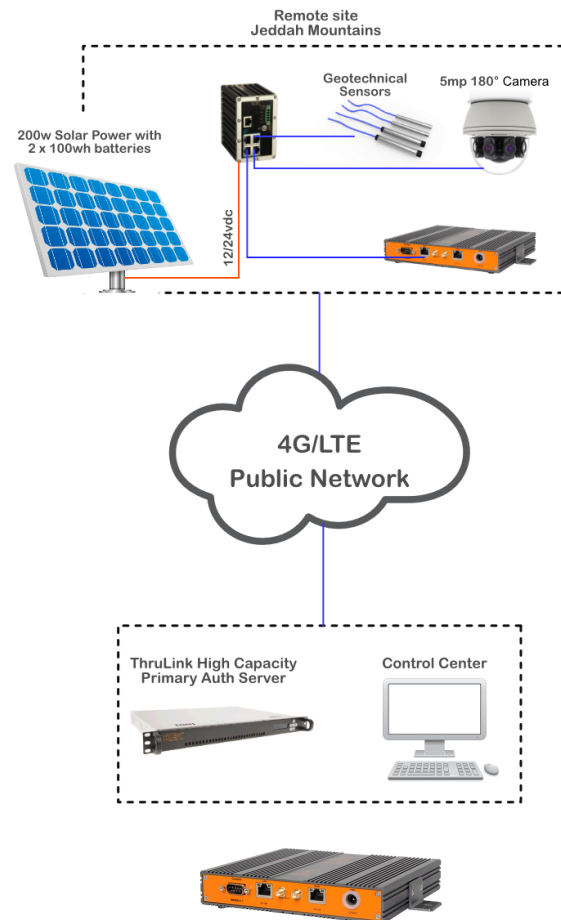 Remote site
Jeddah Mountains
Geotechnical
Sensors
5mp 180° Camera
200w Solar Power with
2 x 100wh batteries
12/24vdc
4G/LTE
Public Network
ThruLink High Capacity
Primary Auth Server
Control Center